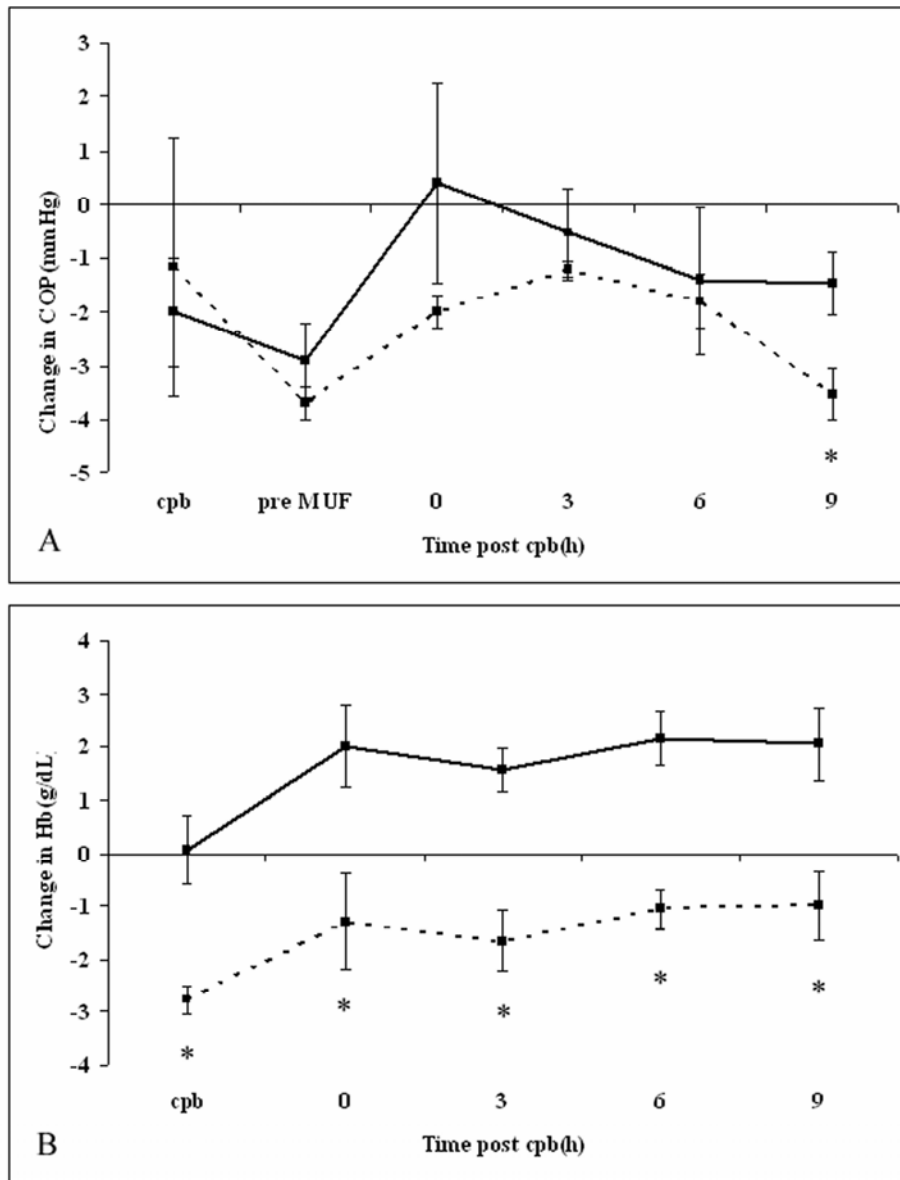 3
2
1
0
-1
-2
-3
-4
-5
Change in COP (mmHg)
*
cpb pre MUF 0 3 6 9
Time post cpb(h)
A
4
3
2
1
0
-1
-2
-3
-4
Change in Hb (g/dL
* * * * *
cpb 0 3 6 9
Time post cpb(h)
B